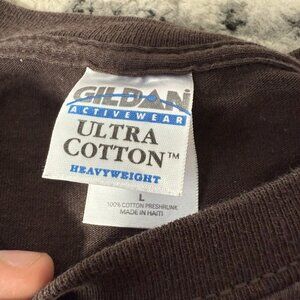 GILDAN
ACTIVEWEAR
ULTRA
COTTON™
HEAVYWEIGHT
L
100% COTTON PRESHRUNK
MADE IN HAITI